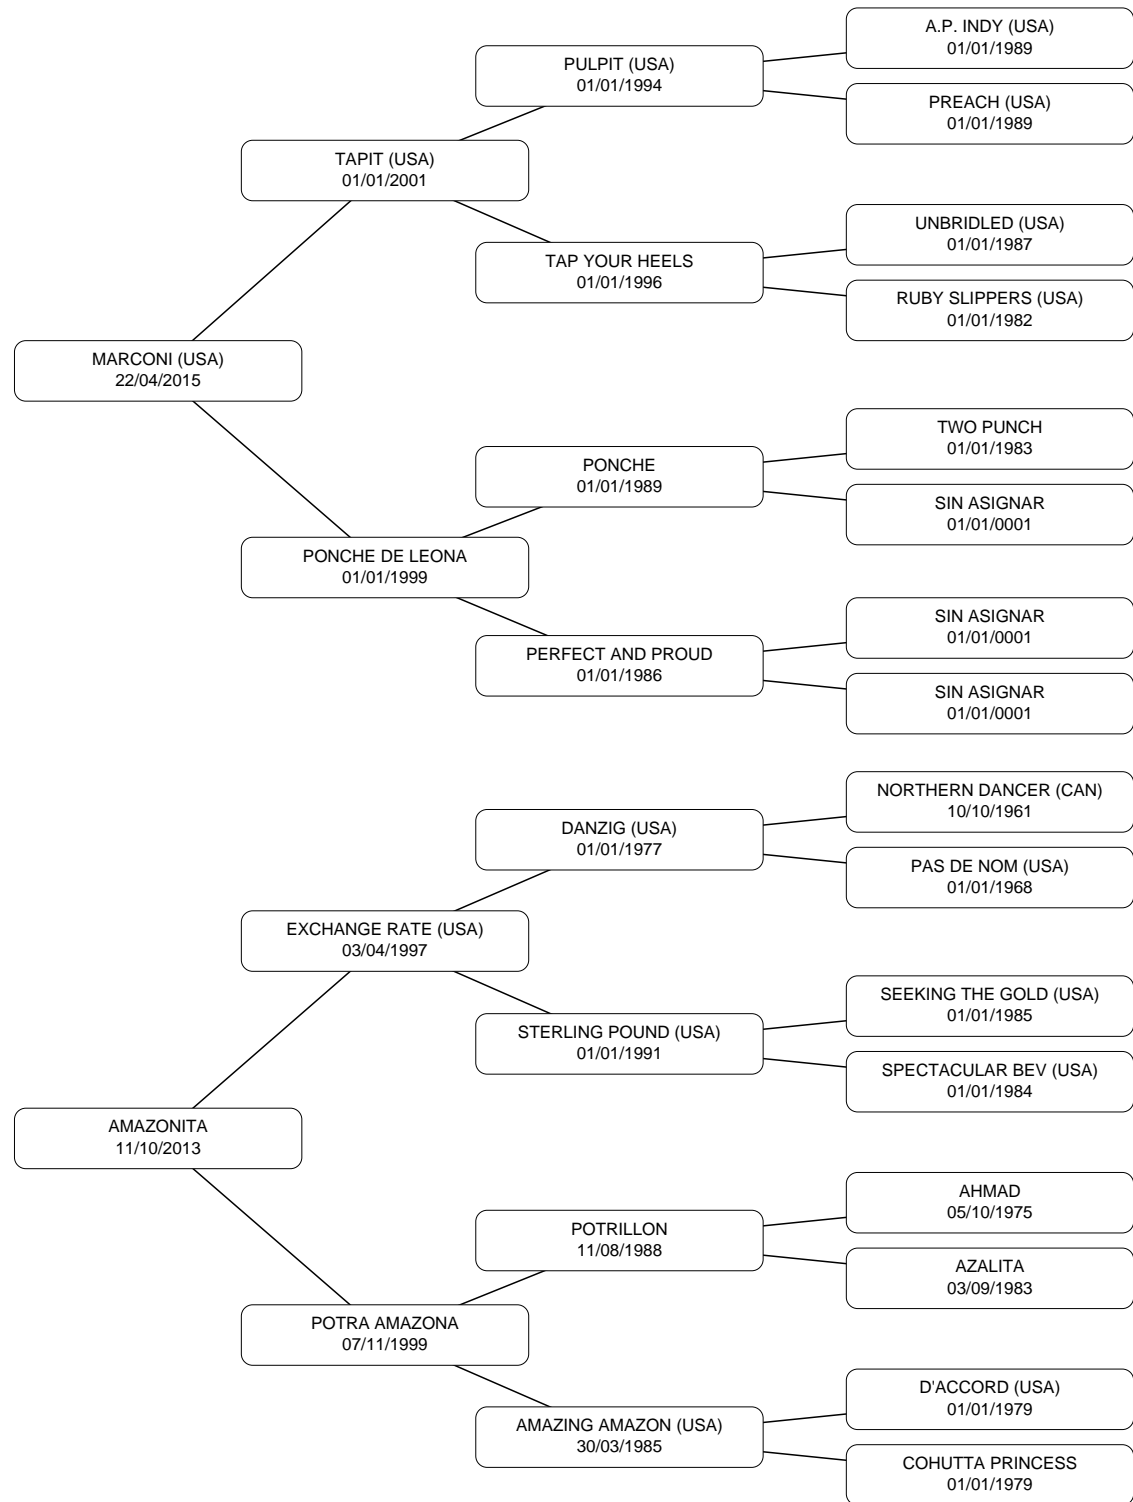 A.P. INDY (USA)
01/01/1989
PULPIT (USA)
01/01/1994
PREACH (USA)
01/01/1989
TAPIT (USA)
01/01/2001
UNBRIDLED (USA)
01/01/1987
TAP YOUR HEELS
01/01/1996
RUBY SLIPPERS (USA)
01/01/1982
MARCONI (USA)
22/04/2015
TWO PUNCH
01/01/1983
PONCHE
01/01/1989
SIN ASIGNAR
01/01/0001
PONCHE DE LEONA
01/01/1999
SIN ASIGNAR
01/01/0001
PERFECT AND PROUD
01/01/1986
SIN ASIGNAR
01/01/0001
NORTHERN DANCER (CAN)
10/10/1961
DANZIG (USA)
01/01/1977
PAS DE NOM (USA)
01/01/1968
EXCHANGE RATE (USA)
03/04/1997
SEEKING THE GOLD (USA)
01/01/1985
STERLING POUND (USA)
01/01/1991
SPECTACULAR BEV (USA)
01/01/1984
AMAZONITA
11/10/2013
AHMAD
05/10/1975
POTRILLON
11/08/1988
AZALITA
03/09/1983
POTRA AMAZONA
07/11/1999
D'ACCORD (USA)
01/01/1979
AMAZING AMAZON (USA)
30/03/1985
COHUTTA PRINCESS
01/01/1979